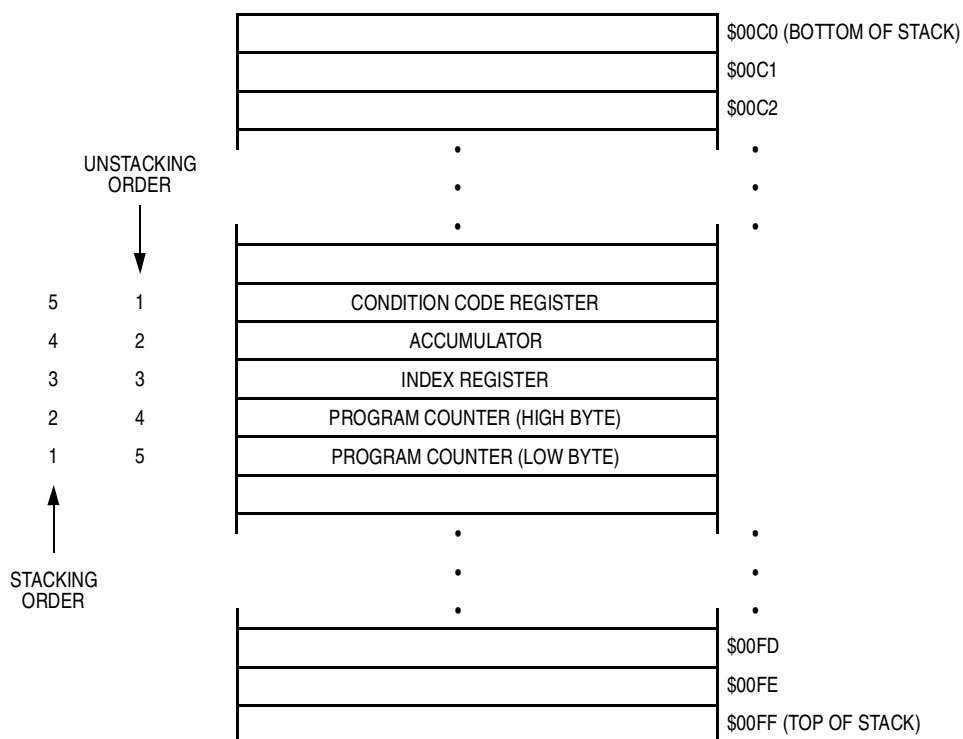 $00C0 (BOTTOM OF STACK)
$00C1
$00C2
UNSTACKING
ORDER
5 1 CONDITION CODE REGISTER
4 2 ACCUMULATOR
3 3 INDEX REGISTER
2 4 PROGRAM COUNTER (HIGH BYTE)
1 5 PROGRAM COUNTER (LOW BYTE)
STACKING
ORDER
$00FD
$00FE
$00FF (TOP OF STACK)